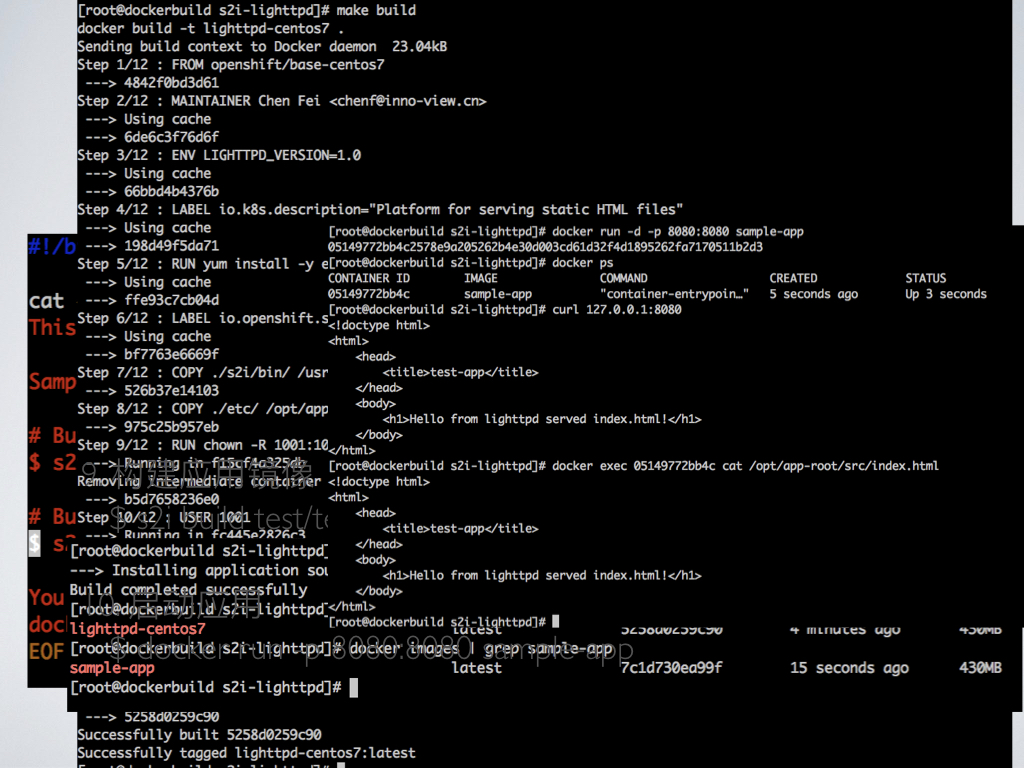 [root@dockerbuild s2i-lighttpd]# make build
docker build -t lighttpd-centos7 .
Sending build context to Docker daemon  23.04kB
Step 1/12 : FROM openshift/base-centos7
---> 4842f0bd3d61
Step 2/12 : MAINTAINER Chen Fei <chenf@inno-view.cn>
---> Using cache
---> 6de6c3f76d6f
Step 3/12 : ENV LIGHTTPD_VERSION=1.0
---> Using cache
---> 66bbd4b4376b
Step 4/12 : LABEL io.k8s.description="Platform for serving static HTML files"
---> Using cache
---> 198d49f5da71
Step 5/12 : RUN yum install -y e
---> Using cache
---> ffe93c7cb04d
Step 6/12 : LABEL io.openshift.s
---> Using cache
---> bf7763e6669f
Step 7/12 : COPY ./s2i/bin/ /usr
---> 526b37e14103
Step 8/12 : COPY ./etc/ /opt/app
---> 975c25b957eb
Step 9/12 : RUN chown -R 1001:10
---> Running in f15cf4a325db
Removing intermediate container
---> b5d7658236e0
Step 10/12 : USER 1001
---> Running in fc445e2826c3
#!/b
cat
This
Samp
# Bu
$ s2
# Bu
$ s2
You
doc
EOF
[root@dockerbuild s2i-lighttpd]# docker run -d -p 8080:8080 sample-app
05149772bb4c2578e9a205262b4e30d003cd61d32f4d1895262fa7170511b2d3
[root@dockerbuild s2i-lighttpd]# docker ps
CONTAINER ID IMAGE COMMAND CREATED STATUS
05149772bb4c sample-app "container-entrypoin…" 5 seconds ago Up 3 seconds
[root@dockerbuild s2i-lighttpd]# curl 127.0.0.1:8080
<!doctype html>
<html>
<head>
<title>test-app</title>
</head>
<body>
<h1>Hello from lighttpd served index.html!</h1>
</body>
</html>
[root@dockerbuild s2i-lighttpd]# docker exec 05149772bb4c cat /opt/app-root/src/index.html
<!doctype html>
<html>
<head>
<title>test-app</title>
</head>
<body>
<h1>Hello from lighttpd served index.html!</h1>
</body>
</html>
[root@dockerbuild s2i-lighttpd]#
9. 构建应用镜像
$ s2i build test/te
10. 启动应用
$ docker run -p 8080:8080 sample-app
[root@dockerbuild s2i-lighttpd]
---> Installing application sou
Build completed successfully
[root@dockerbuild s2i-lighttpd]
lighttpd-centos7 latest 5258d0259c90 4 minutes ago 430MB
[root@dockerbuild s2i-lighttpd]# docker images | grep sample-app
sample-app latest 7c1d730ea99f 15 seconds ago 430MB
[root@dockerbuild s2i-lighttpd]#
---> 5258d0259c90
Successfully built 5258d0259c90
Successfully tagged lighttpd-centos7:latest
[root@dockerbuild s2i-lighttpd]#